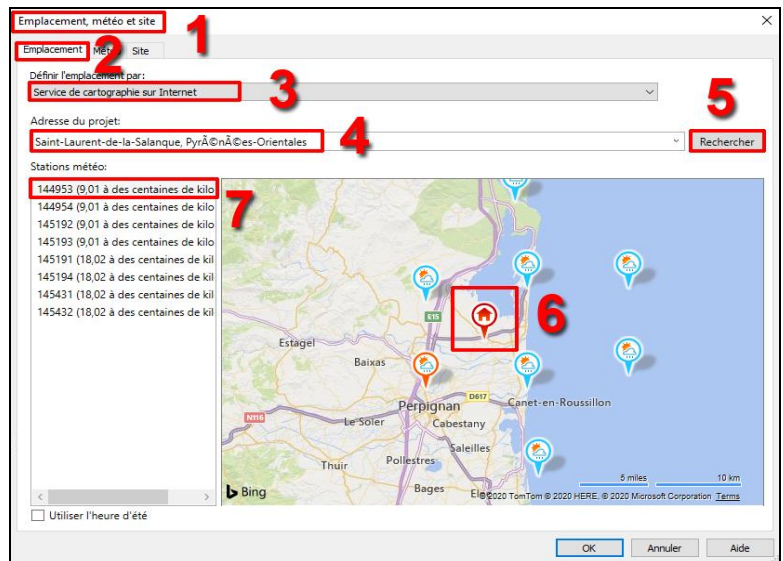 Emplacement, météo et site
1
Emplacement Météo Site
2
Définir l'emplacement par:
Service de cartographie sur Internet
3
5
Adresse du projet:
Saint-Laurent-de-la-Salanque, PyrÃ©nÃ©es-Orientales
4
Rechercher
Stations météo:
144953 (9,01 à des centaines de kilo
7
144954 (9,01 à des centaines de kilo
145192 (9,01 à des centaines de kilo
145193 (9,01 à des centaines de kilo
145191 (18,02 à des centaines de kil
145194 (18,02 à des centaines de kil
145431 (18,02 à des centaines de kil
145432 (18,02 à des centaines de kil
E15
6
Estagel
Baixas
D617
Canet-en-Roussillon
Perpignan
N116
Le Soler
Cabestany
Saleilles
Thuir
Pollestres
5 miles 10 km
Bing
Bages
© 2020 TomTom © 2020 HERE, © 2020 Microsoft Corporation Terms
Utiliser l'heure d'été
OK Annuler Aide